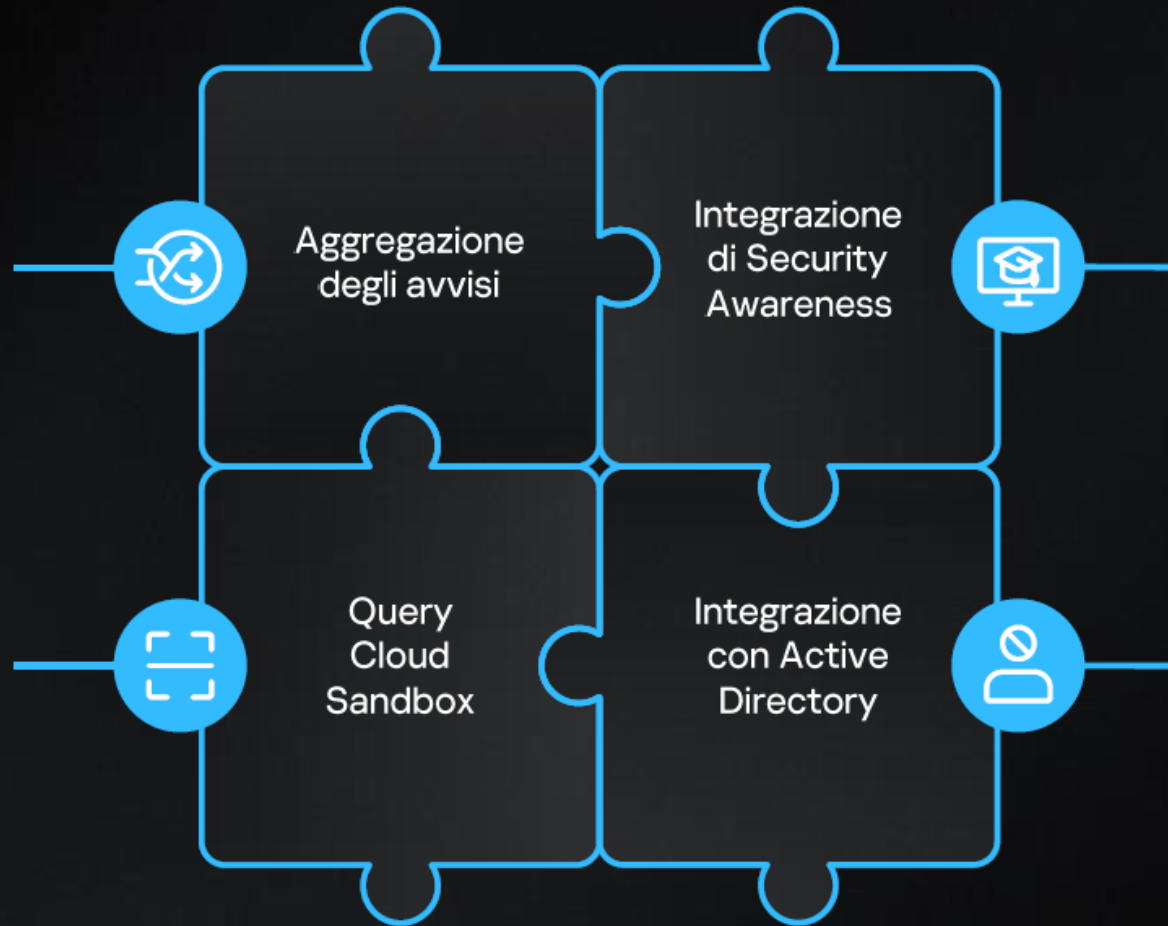 Aggregazione
degli avvisi
Integrazione
di Security
Awareness
Query
Cloud
Sandbox
Integrazione
con Active
Directory